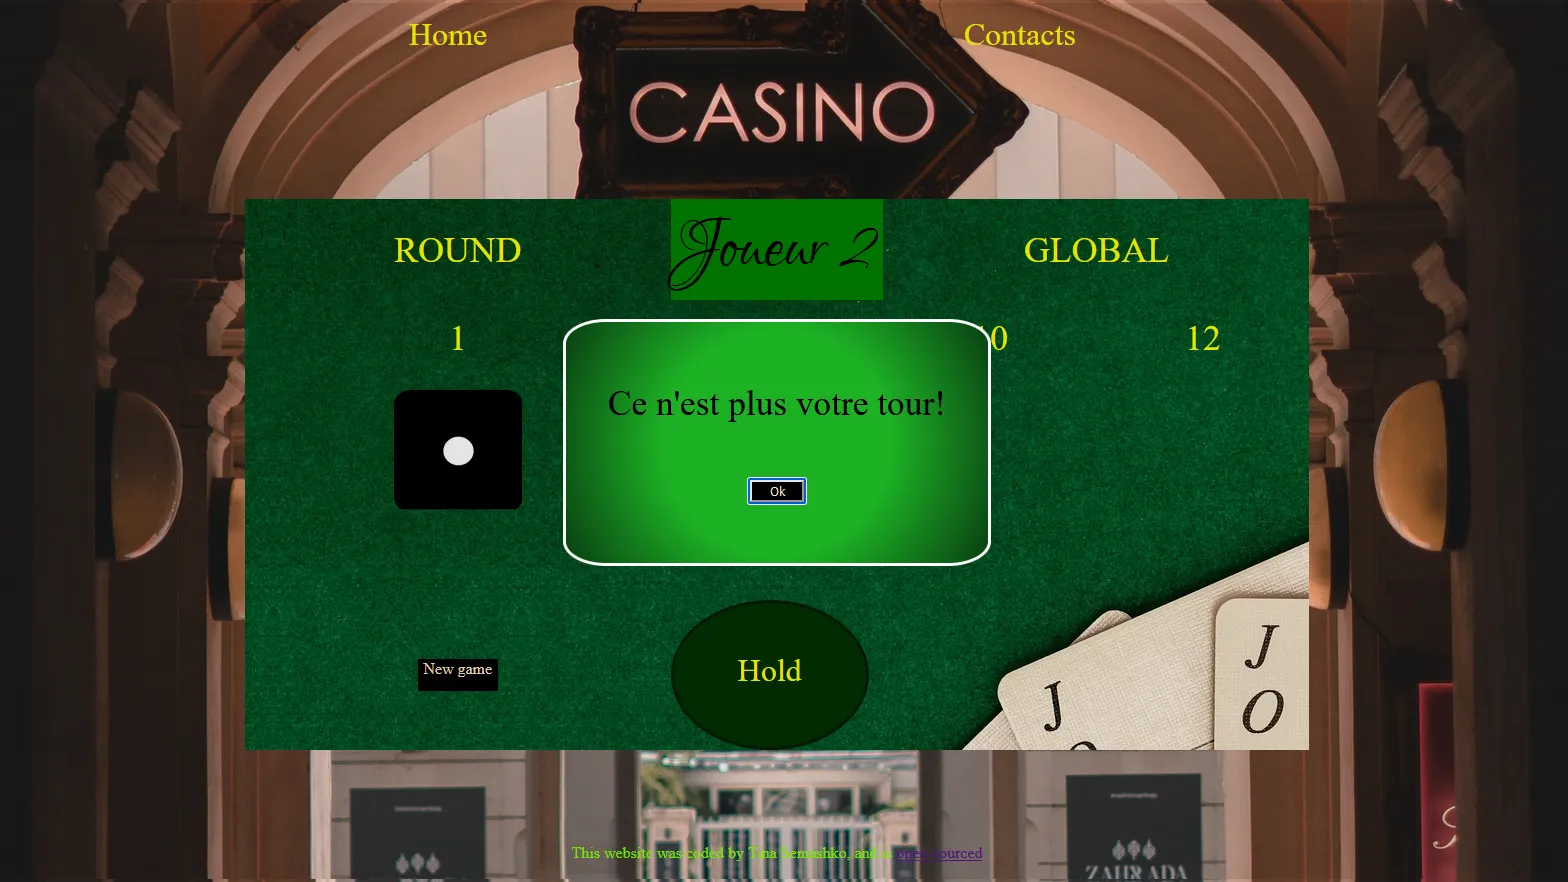 Home
Contacts
CASINO
ROUND
Joueur 2
GLOBAL
1
12
Ce n'est plus votre tour!
Ok
New game
Hold
J
O
J
This website was coded by Tina and is open sourced
ZAHRADA